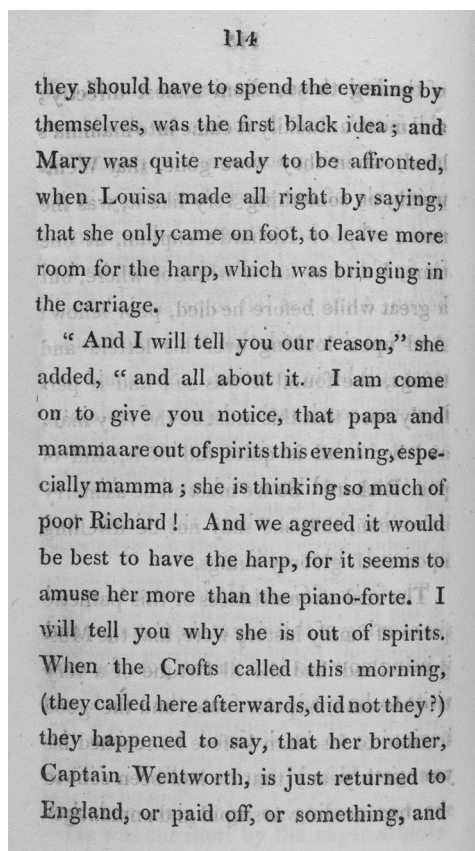 114
they should have to spend the evening by
themselves, was the first black idea; and
Mary was quite ready to be affronted,
when Louisa made all right by saying,
that she only came on foot, to leave more
room for the harp, which was bringing in
the carriage.
“ And I will tell you our reason,” she
added, “ and all about it. I am come
on to give you notice, that papa and
mamma are out of spirits this evening, espe-
cially mamma ; she is thinking so much of
poor Richard ! And we agreed it would
be best to have the harp, for it seems to
amuse her more than the piano-forte. I
will tell you why she is out of spirits.
When the Crofts called this morning,
(they called here afterwards, did not they ?)
they happened to say, that her brother,
Captain Wentworth, is just returned to
England, or paid off, or something, and